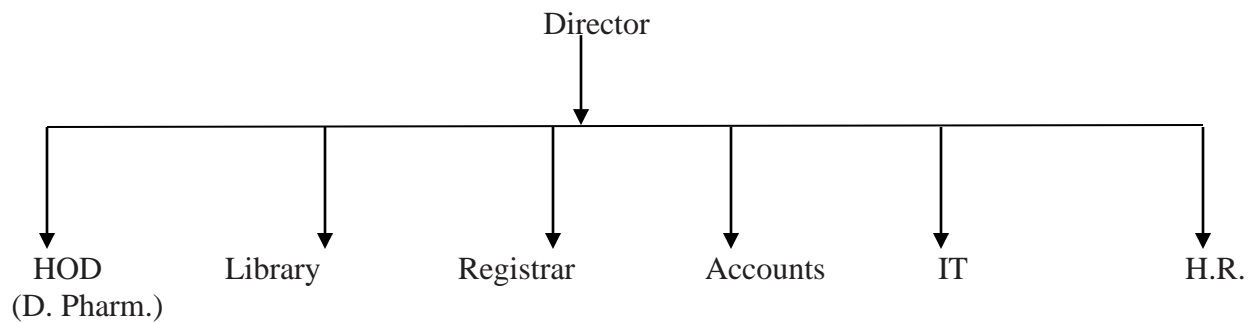 Director
HOD Library Registrar Accounts IT H.R.
(D. Pharm.)